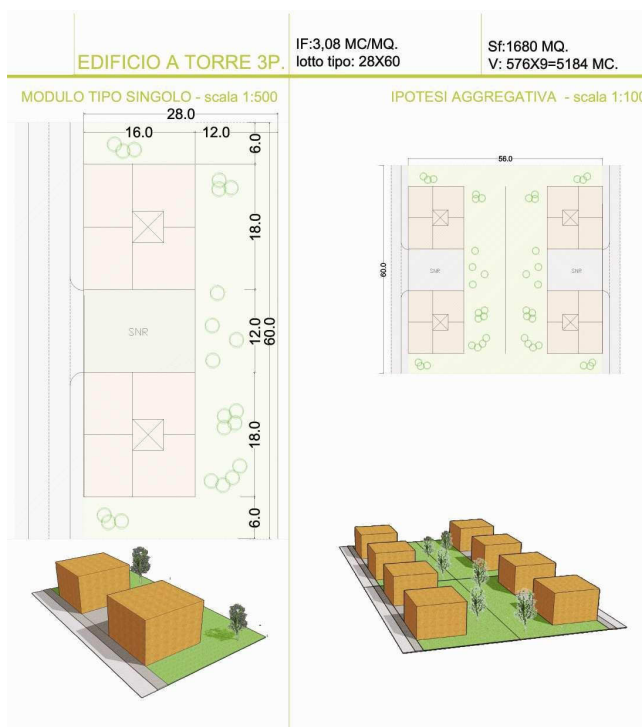 EDIFICIO A TORRE 3P.
IF:3,08 MC/MQ.
lotto tipo: 28X60
Sf:1680 MQ.
V: 576X9=5184 MC.
MODULO TIPO SINGOLO - scala 1:500
28.0
16.0
12.0
6.0
18.0
SNR
12.0
60.0
18.0
6.0
IPOTESI AGGREGATIVA - scala 1:100
56.0
60.0
SNR
SNR